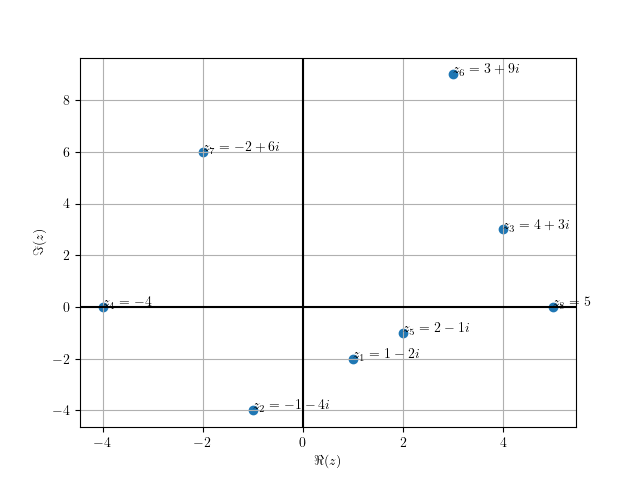 z₆ = 3 + 9i
8
z₇ = −2 + 6i
6
4
z₃ = 4 + 3i
ℑ(z)
2
z₄ = −4
z₈ = 5
0
z₅ = 2 − 1i
z₁ = 1 − 2i
−2
z₂ = −1 − 4i
−4
−4 −2 0 2 4
ℜ(z)